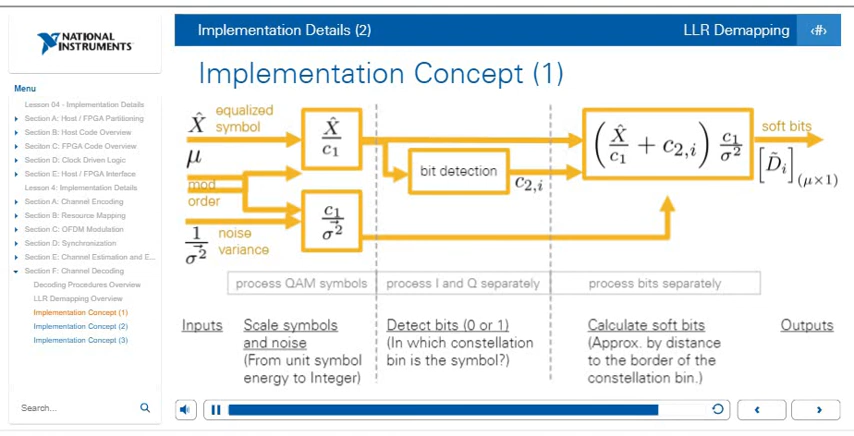 NATIONAL
INSTRUMENTS
Implementation Details (2)
LLR Demapping
‹#›
Menu
Lesson 04 - Implementation Details
Section A: Host / FPGA Partitioning
Section B: Host Code Overview
Secitbon C: FPGA Code Overview
Section D: Clock Driven Logic
Section E: Host / FPGA Interface
Lesson 4: Implementation Details
Section A: Channel Encoding
Section B: Resource Mapping
Section C: OFDM Modulation
Section D: Synchronization
Section E: Channel Estimation and E...
Section F: Channel Decoding
Decoding Procedures Overview
LLR Demapping Overview
Implementation Concept (1)
Implementation Concept (2)
Implementation Concept (3)
Search...
Implementation Concept (1)
X̂ equalized
symbol
μ
mod
order
1/σ⃗² noise
variance
X̂/c₁
c₁/σ⃗²
bit detection
c₂,ᵢ
(X̂/c₁ + c₂,ᵢ) c₁/σ²
soft bits
[D̃ᵢ](μ×1)
process QAM symbols
process I and Q separately
process bits separately
Inputs
Scale symbols
and noise
(From unit symbol
energy to Integer)
Detect bits (0 or 1)
(In which constellation
bin is the symbol?)
Calculate soft bits
(Approx. by distance
to the border of the
constellation bin.)
Outputs